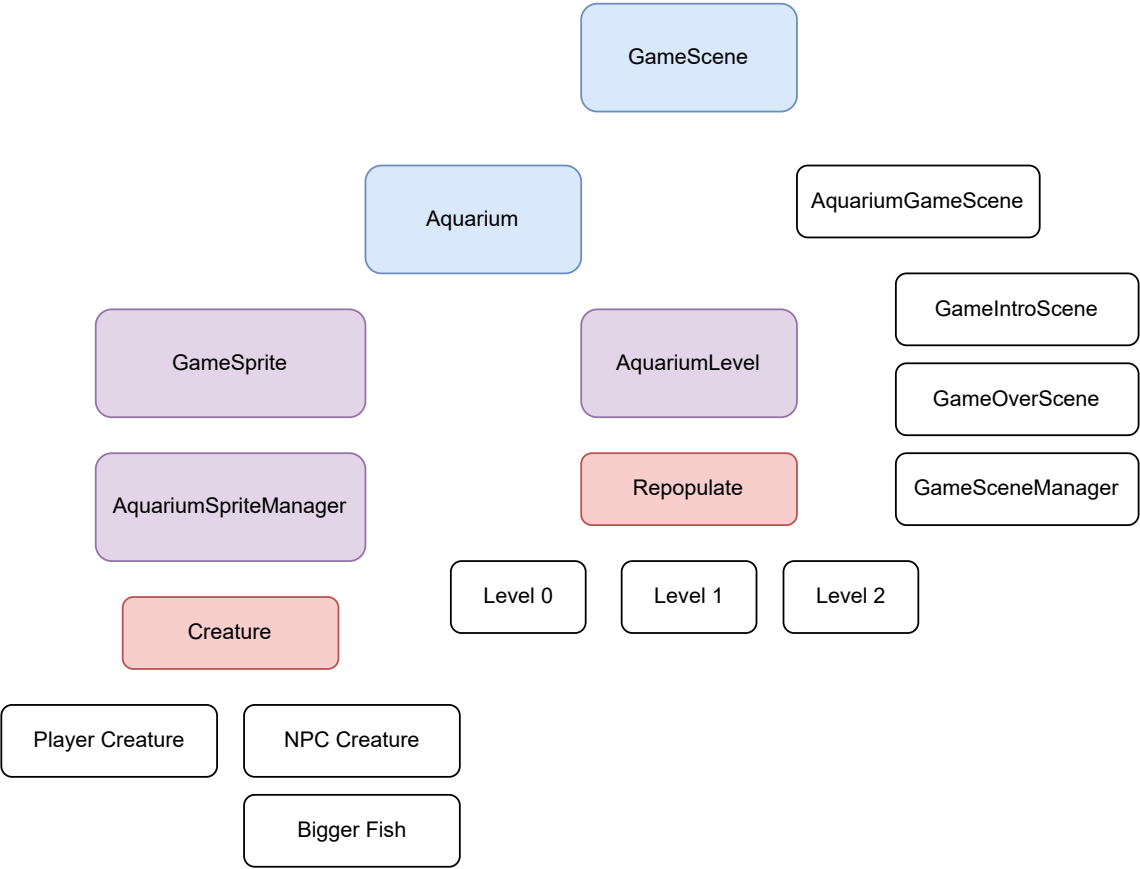 GameScene
Aquarium
AquariumGameScene
GameIntroScene
GameSprite
AquariumLevel
GameOverScene
AquariumSpriteManager
Repopulate
GameSceneManager
Level 0
Level 1
Level 2
Creature
Player Creature
NPC Creature
Bigger Fish